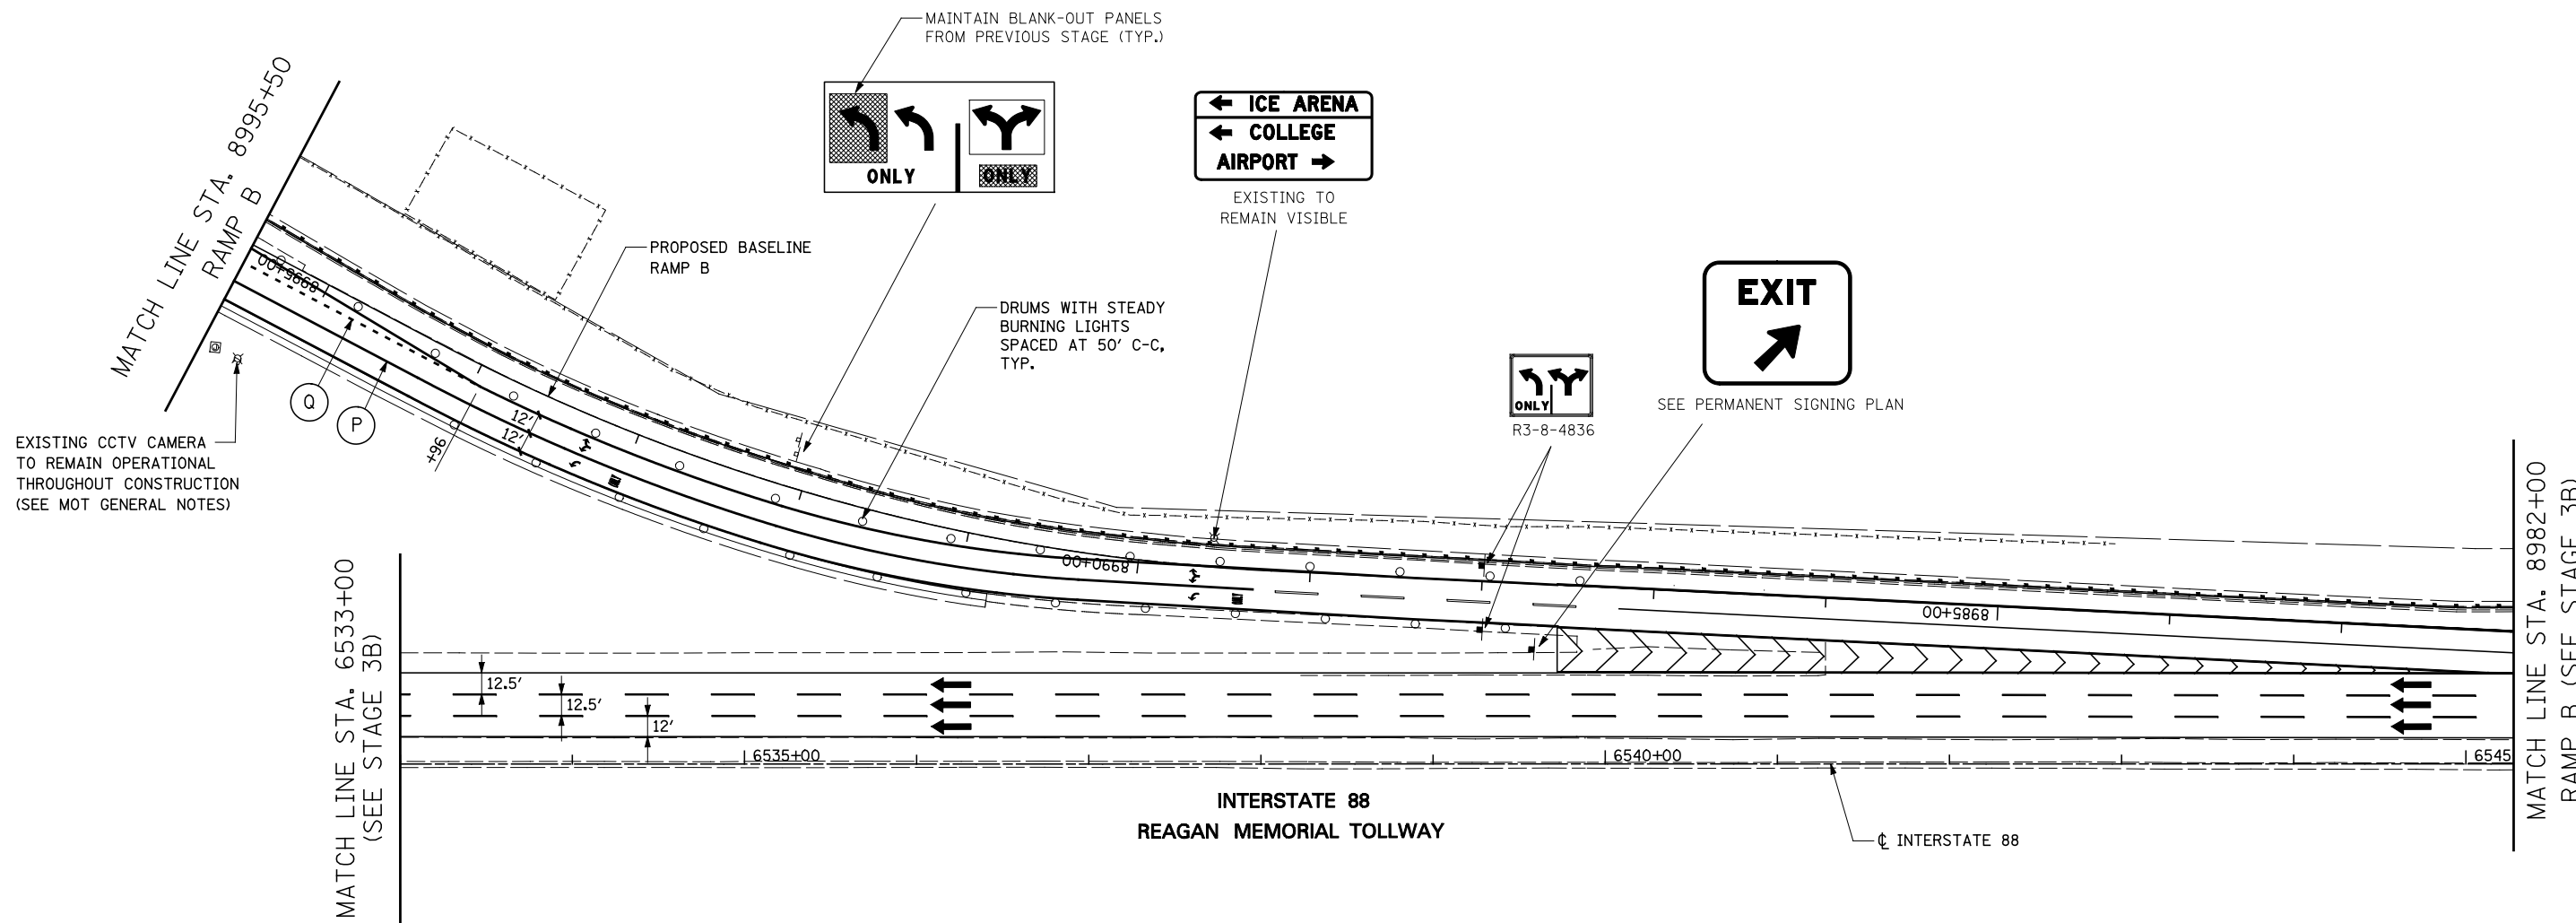 MAINTAIN BLANK-OUT PANELS
FROM PREVIOUS STAGE (TYP.)
ONLY
ONLY
← ICE ARENA
← COLLEGE
AIRPORT →
EXISTING TO
REMAIN VISIBLE
MATCH LINE STA. 8995+50
RAMP B
8995+00
PROPOSED BASELINE
RAMP B
DRUMS WITH STEADY
BURNING LIGHTS
SPACED AT 50' C-C,
TYP.
EXIT
SEE PERMANENT SIGNING PLAN
ONLY
R3-8-4836
Q
P
EXISTING CCTV CAMERA
TO REMAIN OPERATIONAL
THROUGHOUT CONSTRUCTION
(SEE MOT GENERAL NOTES)
+96
12'
12'
8990+00
8985+00
MATCH LINE STA. 6533+00
(SEE STAGE 3B)
12.5'
12.5'
12'
6535+00
6540+00
6545
INTERSTATE 88
REAGAN MEMORIAL TOLLWAY
℄ INTERSTATE 88
MATCH LINE STA. 8982+00
RAMP B (SEE STAGE 3B)